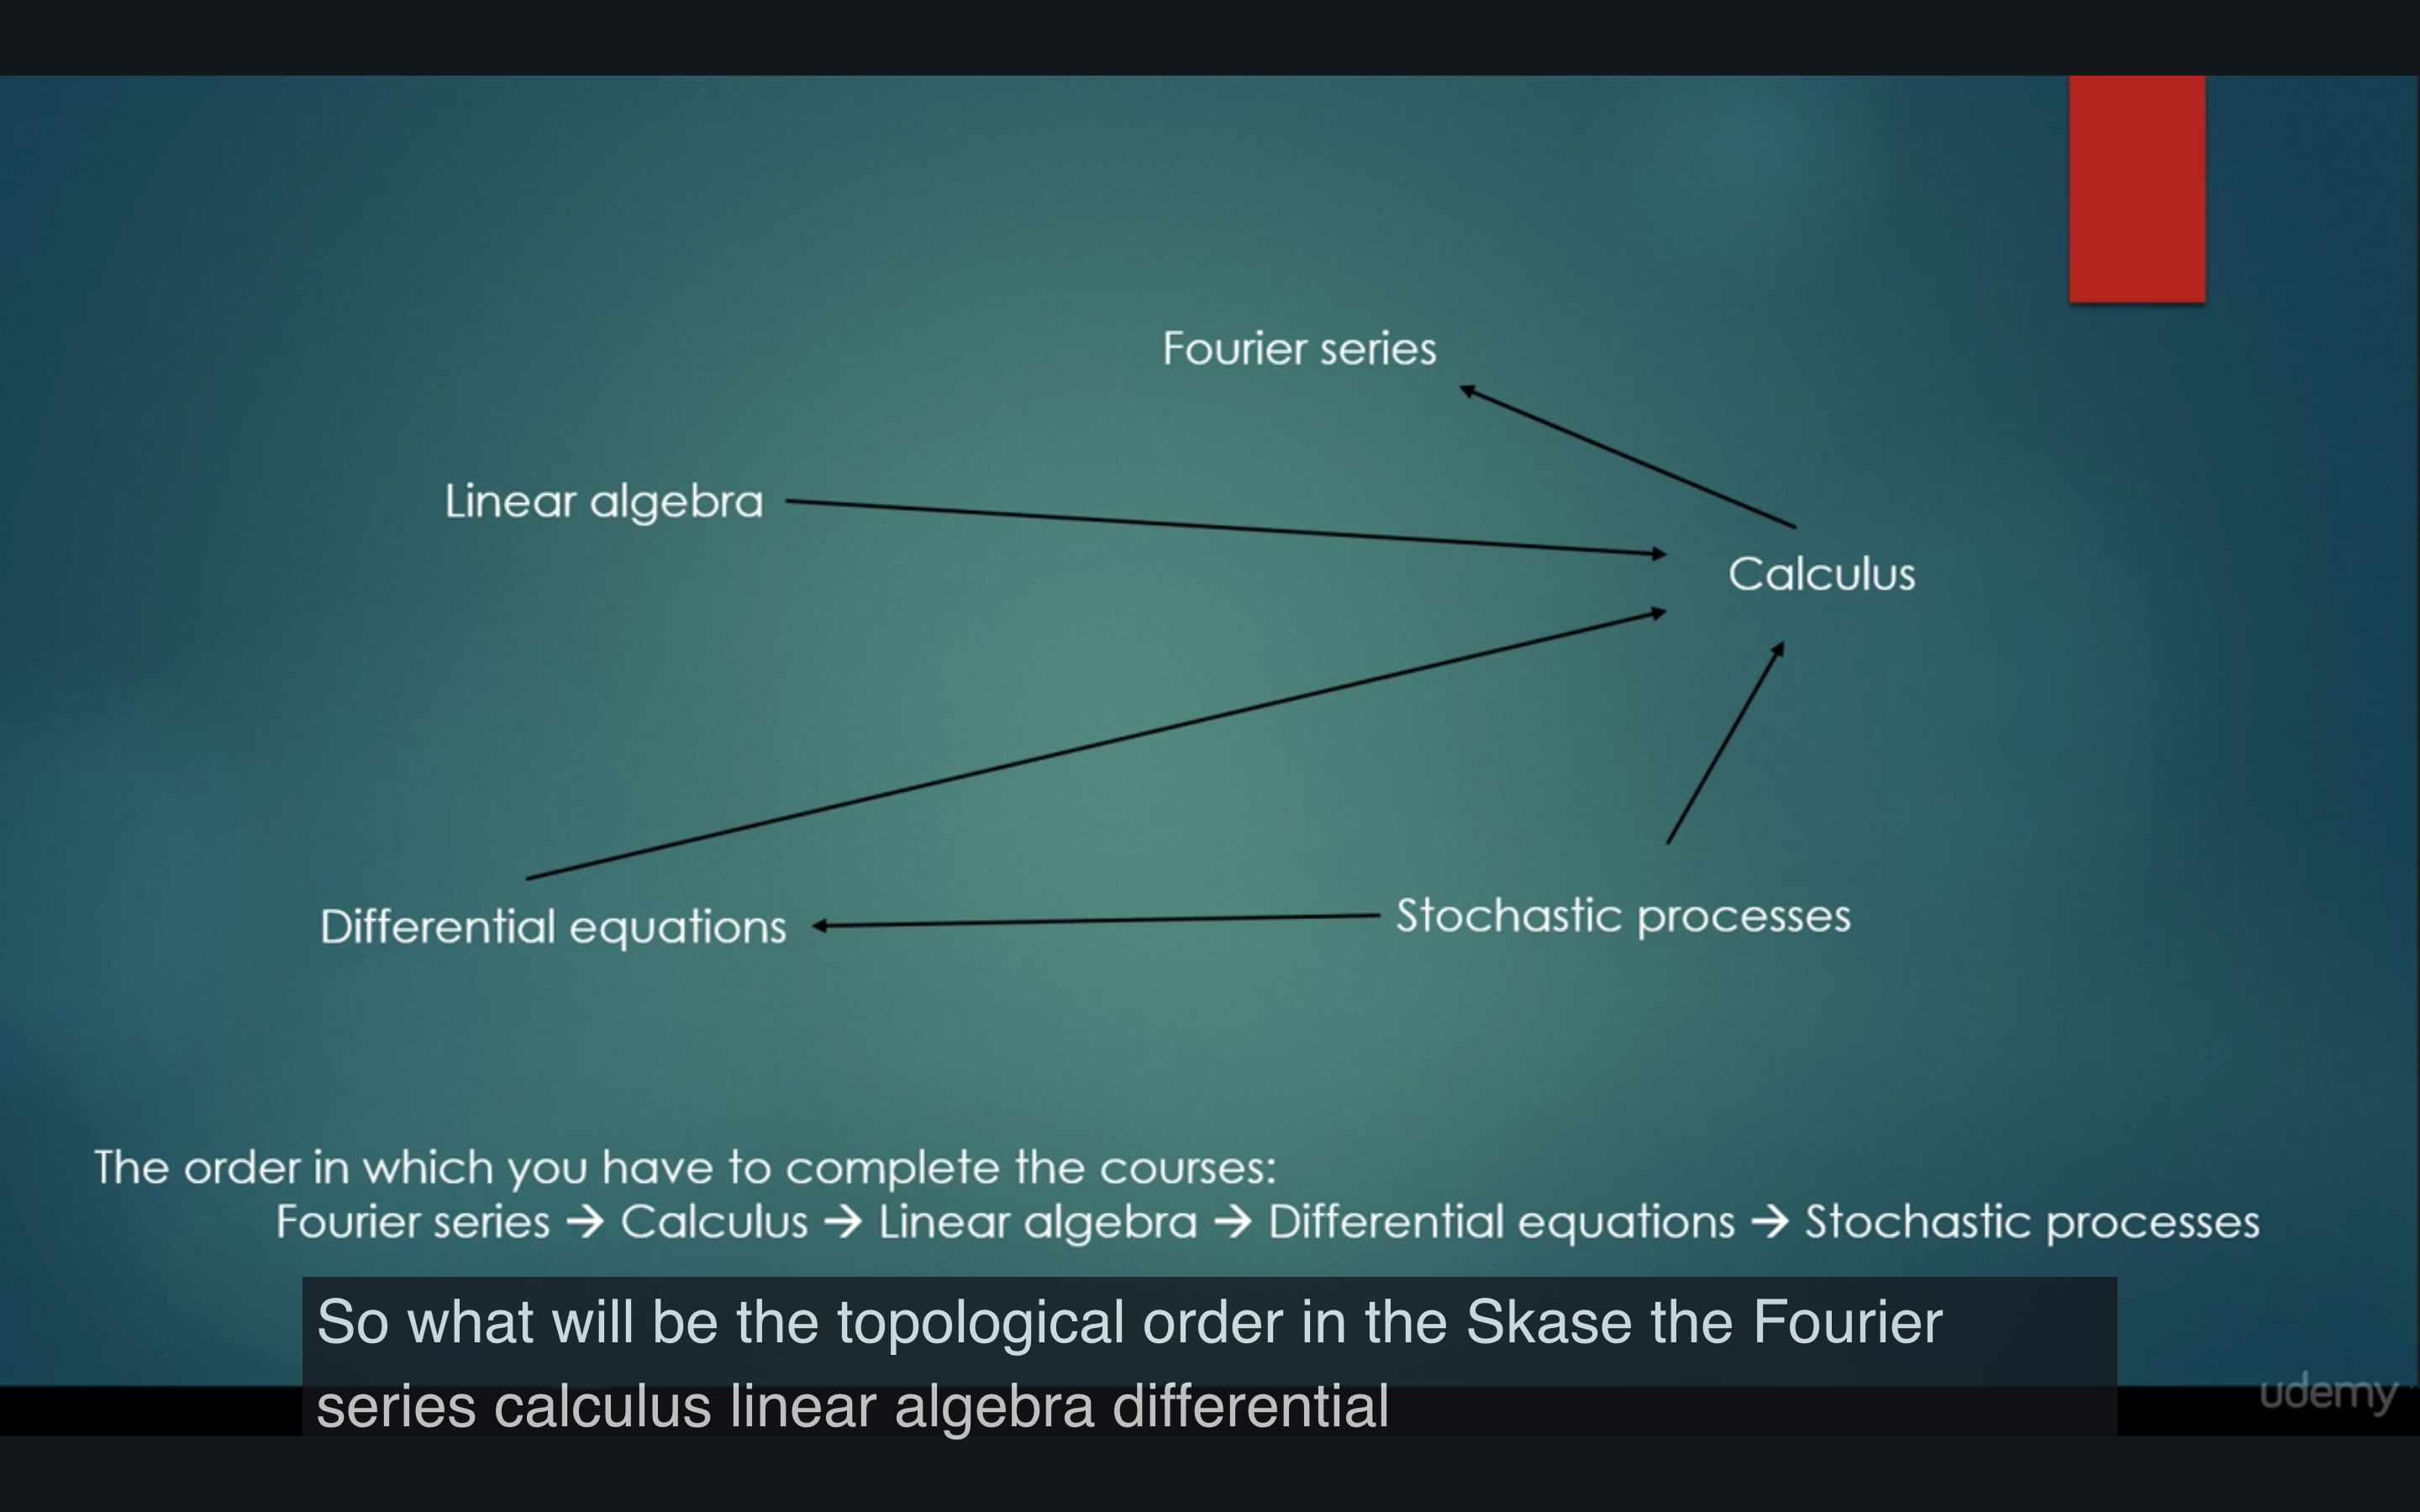 Fourier series
Linear algebra
Calculus
Differential equations
Stochastic processes
The order in which you have to complete the courses:
Fourier series → Calculus → Linear algebra → Differential equations → Stochastic processes
So what will be the topological order in the Skase the Fourier
series calculus linear algebra differential
udemy